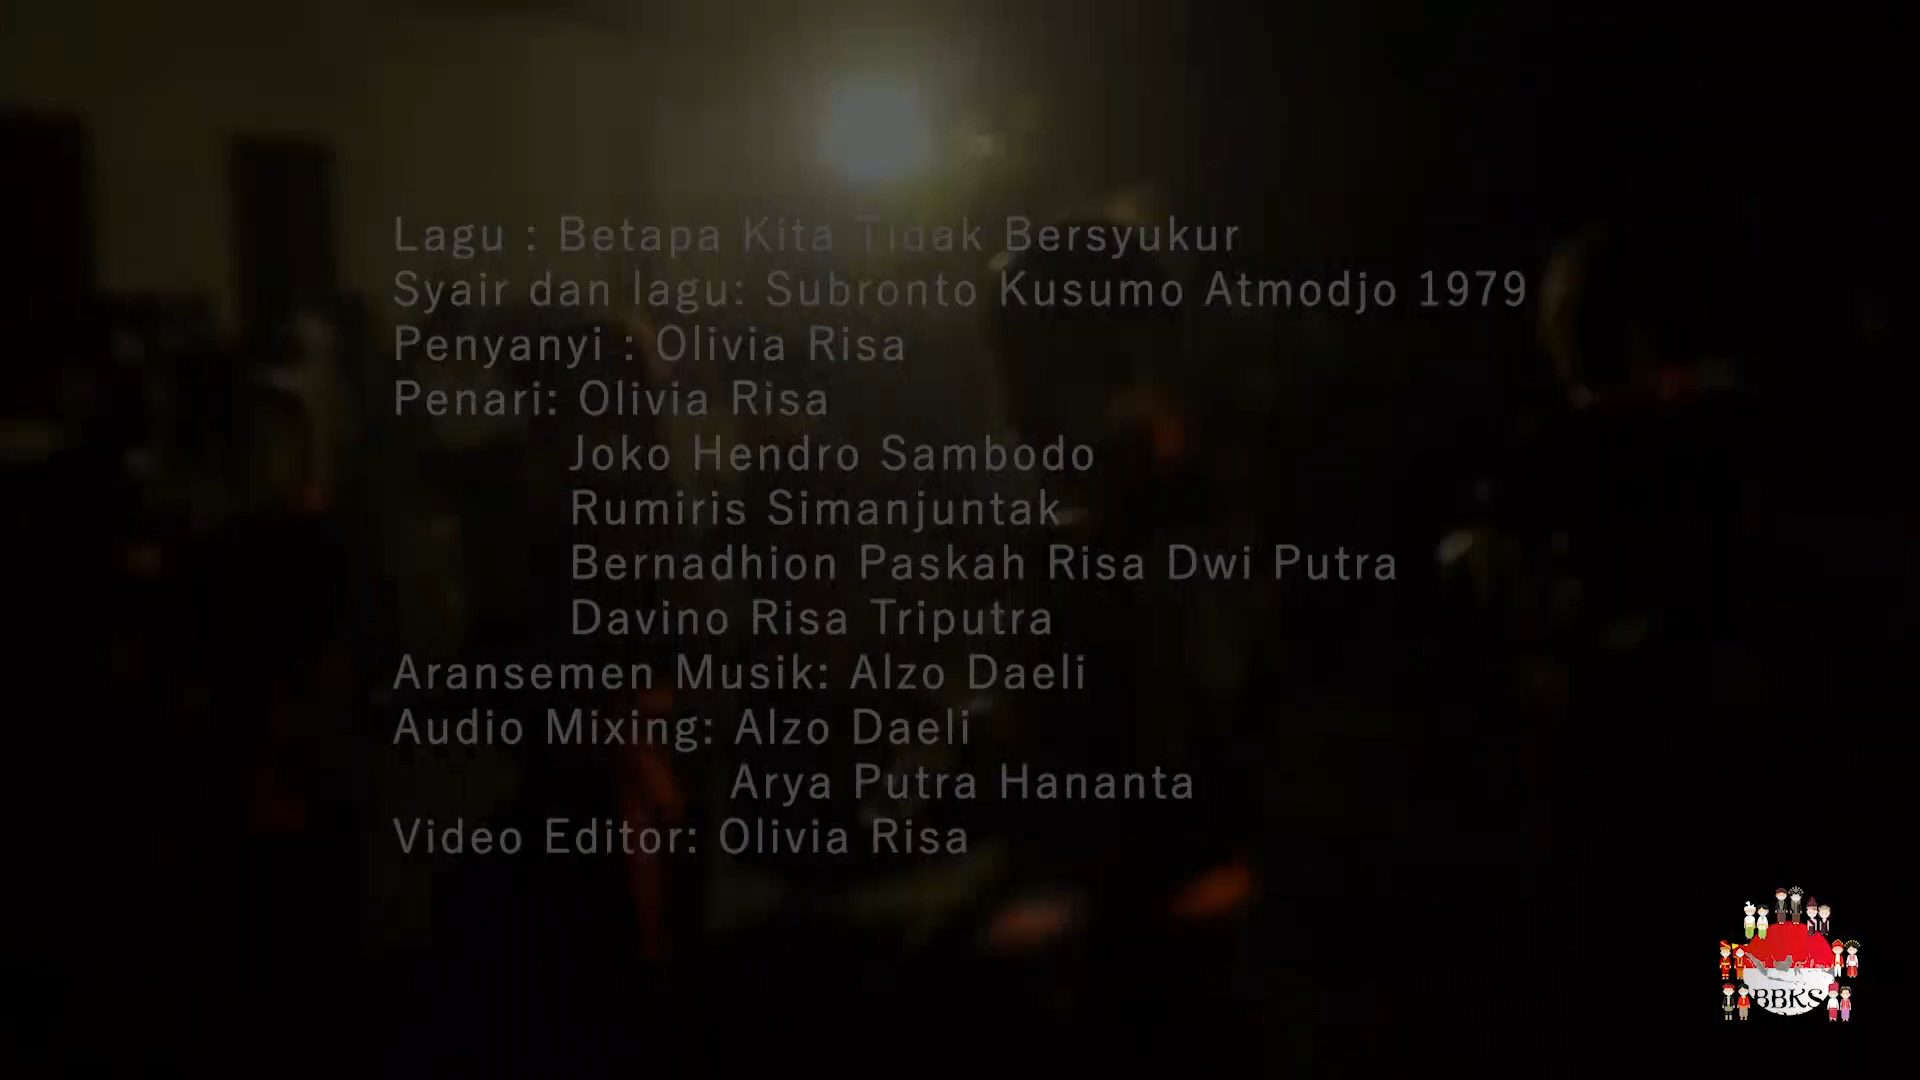 Lagu : Betapa Kita Tidak Bersyukur
Syair dan lagu: Subronto Kusumo Atmodjo 1979
Penyanyi : Olivia Risa
Penari: Olivia Risa
Joko Hendro Sambodo
Rumiris Simanjuntak
Bernadhion Paskah Risa Dwi Putra
Davino Risa Triputra
Aransemen Musik: Alzo Daeli
Audio Mixing: Alzo Daeli
Arya Putra Hananta
Video Editor: Olivia Risa
BBKS